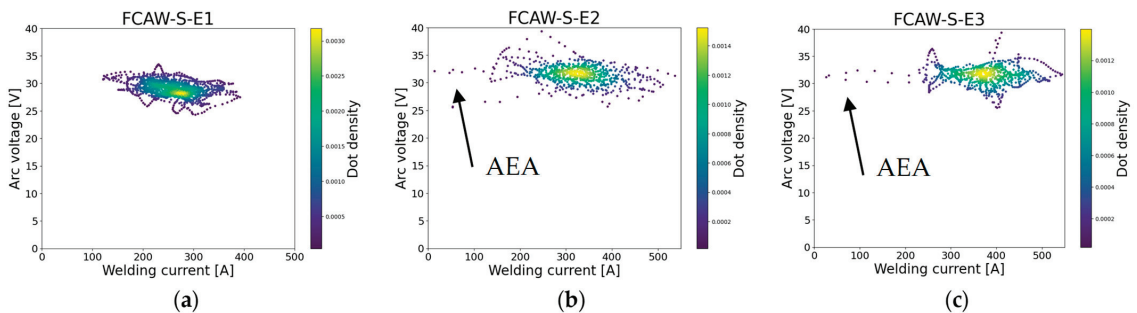 FCAW-S-E1
40
35
30
25
20
15
10
5
0
Arc voltage [V]
0 100 200 300 400 500
Welding current [A]
0.0030
0.0025
0.0020
0.0015
0.0010
0.0005
Dot density
(a)
FCAW-S-E2
40
35
30
25
20
15
10
5
0
Arc voltage [V]
AEA
0 100 200 300 400 500
Welding current [A]
0.0014
0.0012
0.0010
0.0008
0.0006
0.0004
0.0002
Dot density
(b)
FCAW-S-E3
40
35
30
25
20
15
10
5
0
Arc voltage [V]
AEA
0 100 200 300 400 500
Welding current [A]
0.0012
0.0010
0.0008
0.0006
0.0004
0.0002
Dot density
(c)